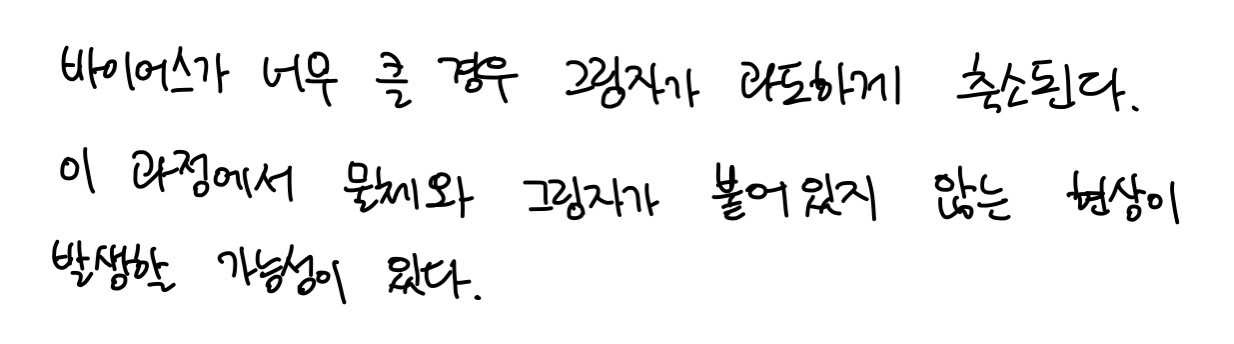 바이어스가 너무 큰 경우 그림자가 과도하게 축소된다.
이 과정에서 물체와 그림자가 붙어있지 않는 현상이
발생할 가능성이 있다.